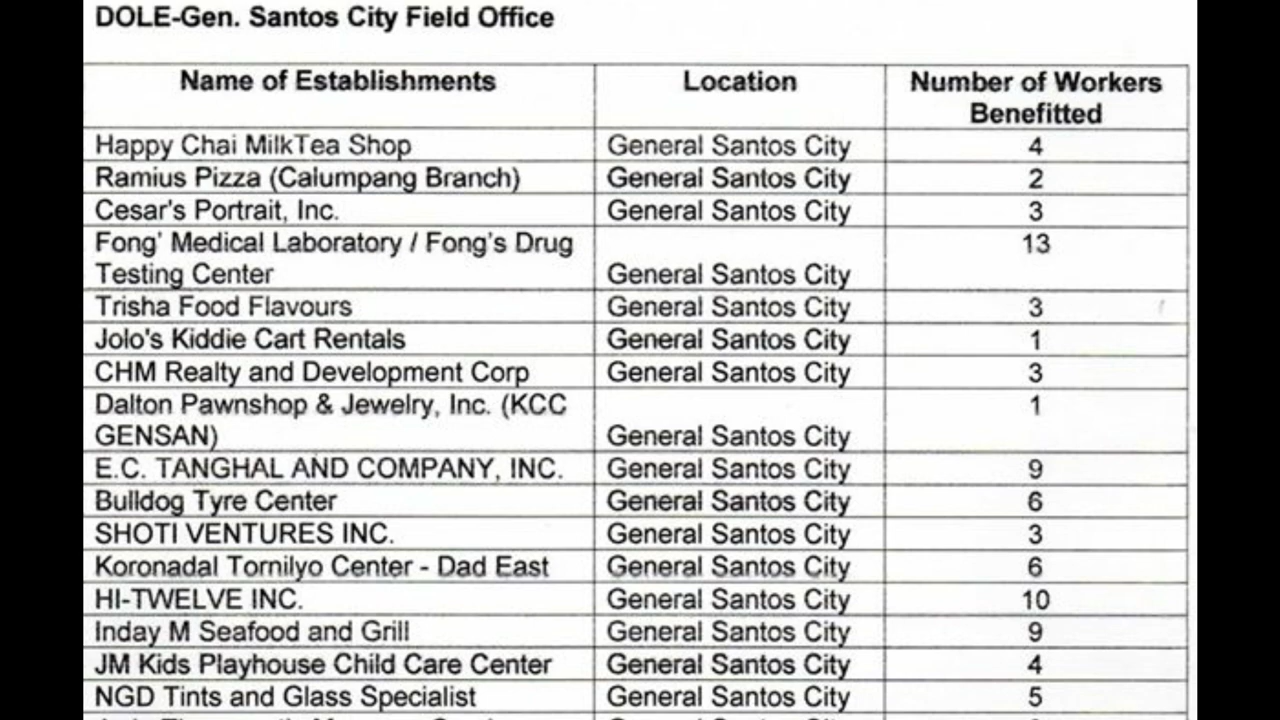 DOLE-Gen. Santos City Field Office
Name of Establishments Location Number of Workers
Benefitted
Happy Chai MilkTea Shop General Santos City 4
Ramius Pizza (Calumpang Branch) General Santos City 2
Cesar's Portrait, Inc. General Santos City 3
Fong' Medical Laboratory / Fong's Drug 13
Testing Center General Santos City
Trisha Food Flavours General Santos City 3
Jolo's Kiddie Cart Rentals General Santos City 1
CHM Realty and Development Corp General Santos City 3
Dalton Pawnshop & Jewelry, Inc. (KCC 1
GENSAN) General Santos City
E.C. TANGHAL AND COMPANY, INC. General Santos City 9
Bulldog Tyre Center General Santos City 6
SHOTI VENTURES INC. General Santos City 3
Koronadal Tornilyo Center - Dad East General Santos City 6
HI-TWELVE INC. General Santos City 10
Inday M Seafood and Grill General Santos City 9
JM Kids Playhouse Child Care Center General Santos City 4
NGD Tints and Glass Specialist General Santos City 5